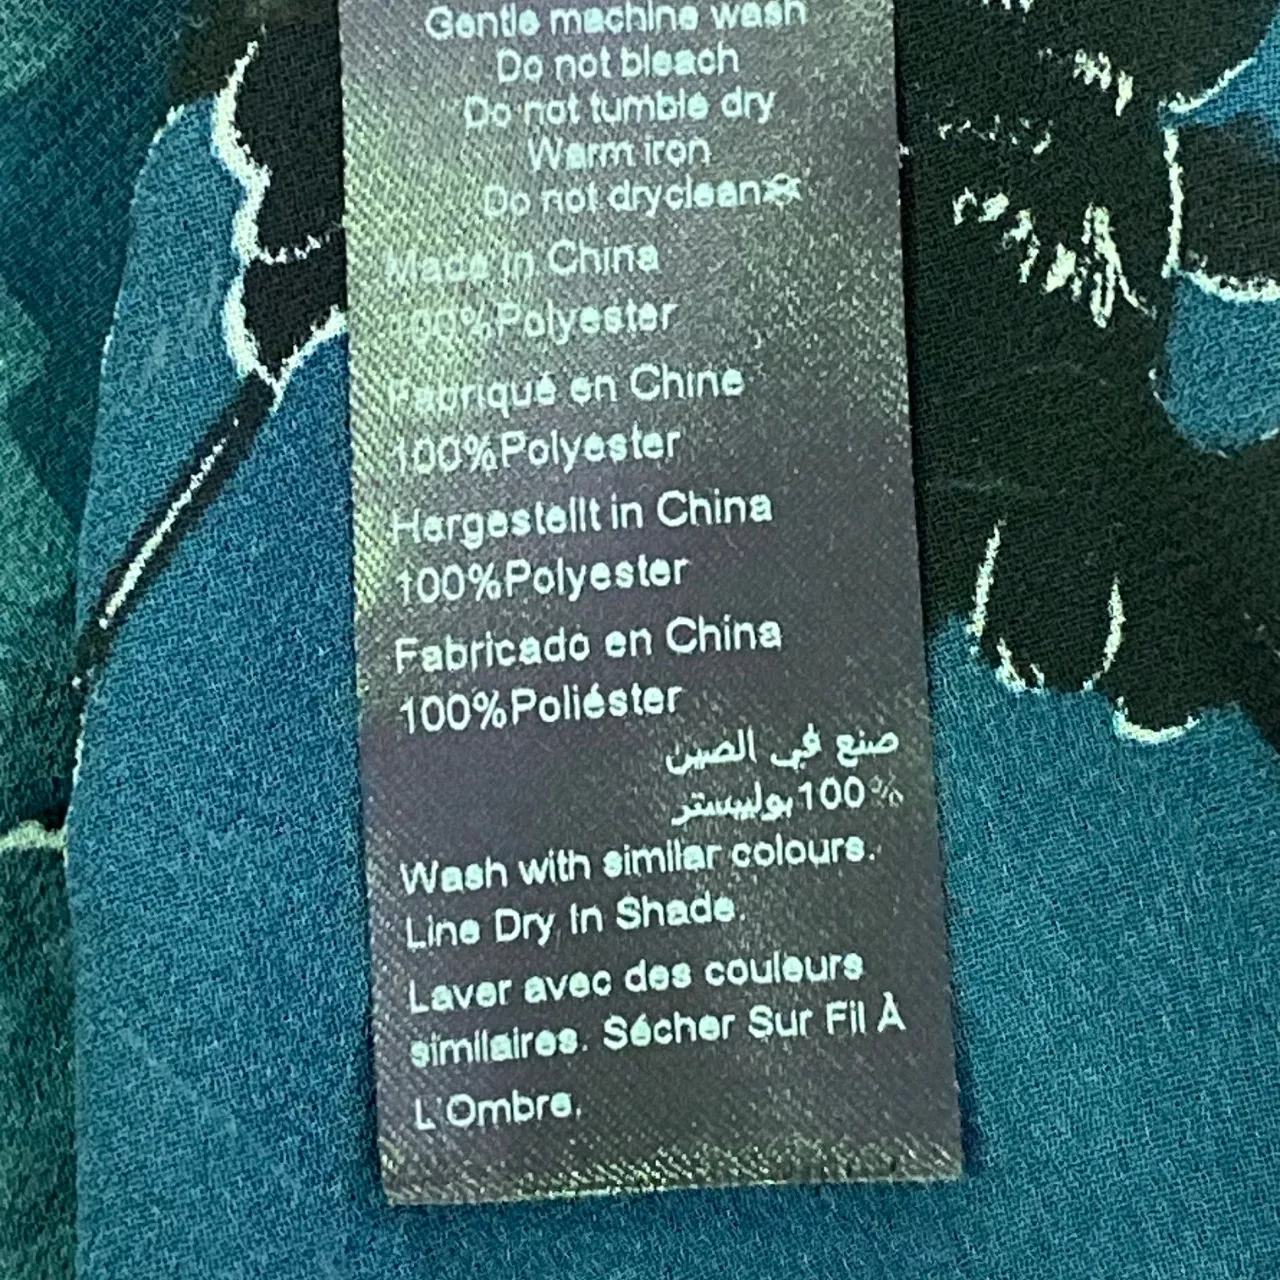 Gentle machine wash
Do not bleach
Do not tumble dry
Warm iron
Do not dryclean
Made in China
100%Polyester
Fabriqué en Chine
100%Polyester
Hergestellt in China
100%Polyester
Fabricado en China
100%Poliéster
صنع في الصين
%100بوليستر
Wash with similar colours.
Line Dry In Shade.
Laver avec des couleurs
similaires. Sécher Sur Fil À
L'Ombre.